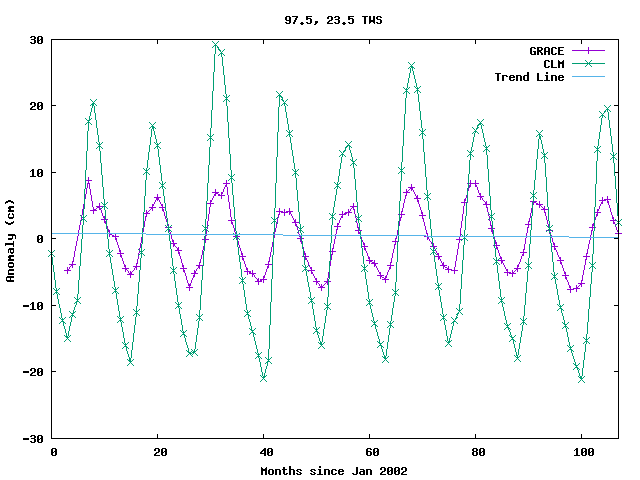 97.5, 23.5 TWS
GRACE
CLM
Trend Line
30
20
10
0
-10
-20
-30
Anomaly (cm)
0 20 40 60 80 100
Months since Jan 2002